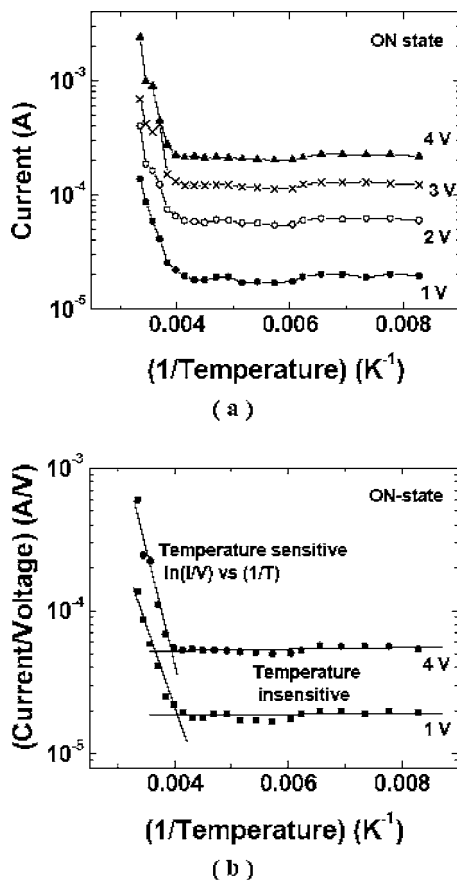 ON state
10⁻³
10⁻⁴
10⁻⁵
Current (A)
4 V
3 V
2 V
1 V
0.004 0.006 0.008
(1/Temperature) (K⁻¹)
( a )
ON-state
10⁻³
10⁻⁴
10⁻⁵
(Current/Voltage) (A/V)
Temperature sensitive
ln(I/V) vs (1/T)
Temperature
insensitive
4 V
1 V
0.004 0.006 0.008
(1/Temperature) (K⁻¹)
( b )